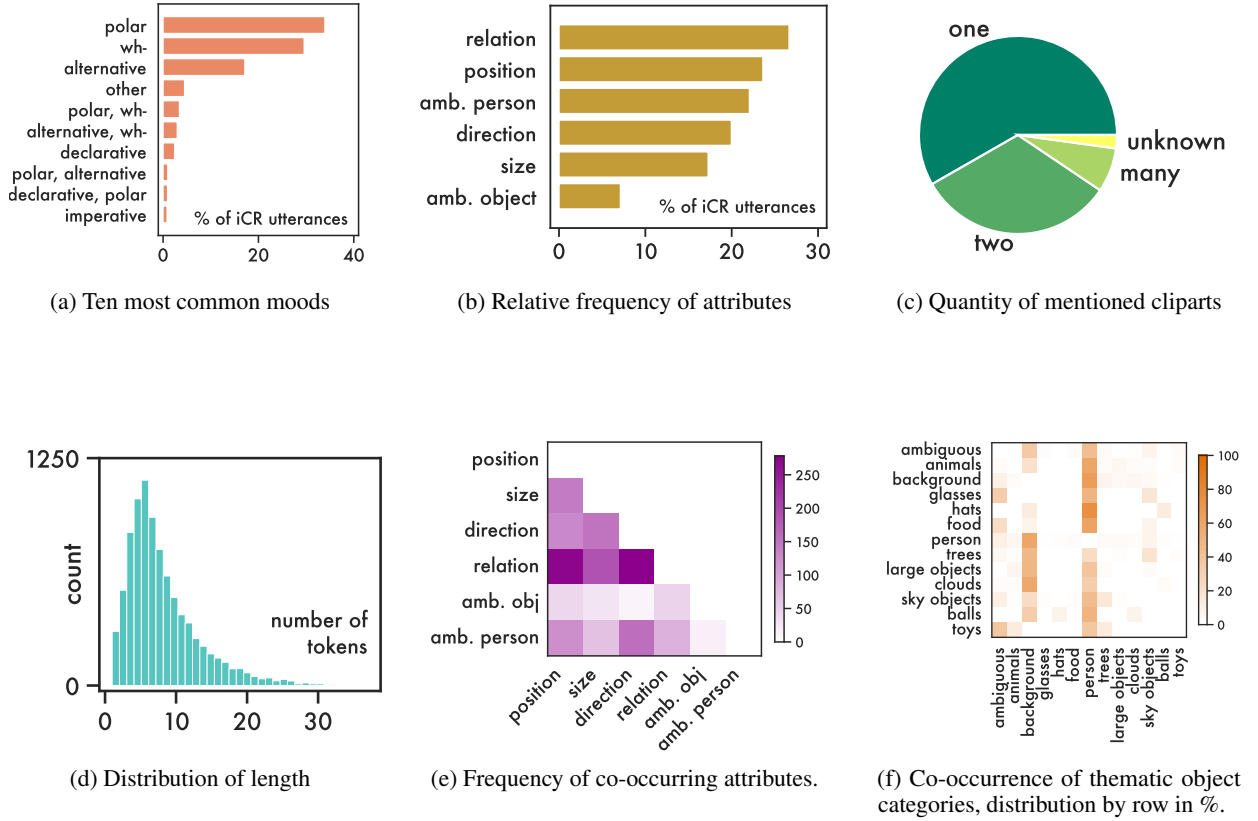 polar
wh-
alternative
other
polar, wh-
alternative, wh-
declarative
polar, alternative
declarative, polar
imperative
% of iCR utterances
0 20 40
(a) Ten most common moods
relation
position
amb. person
direction
size
amb. object
% of iCR utterances
0 10 20 30
(b) Relative frequency of attributes
one
unknown
many
two
(c) Quantity of mentioned cliparts
1250
count
0
number of
tokens
0 10 20 30
(d) Distribution of length
position
size
direction
relation
amb. obj
amb. person
position size direction relation amb. obj amb. person
250
200
150
100
50
0
(e) Frequency of co-occurring attributes.
ambiguous
animals
background
glasses
hats
food
person
trees
large objects
clouds
sky objects
balls
toys
ambiguous animals background glasses hats food person trees large objects clouds sky objects balls toys
100
80
60
40
20
0
(f) Co-occurrence of thematic object
categories, distribution by row in %.